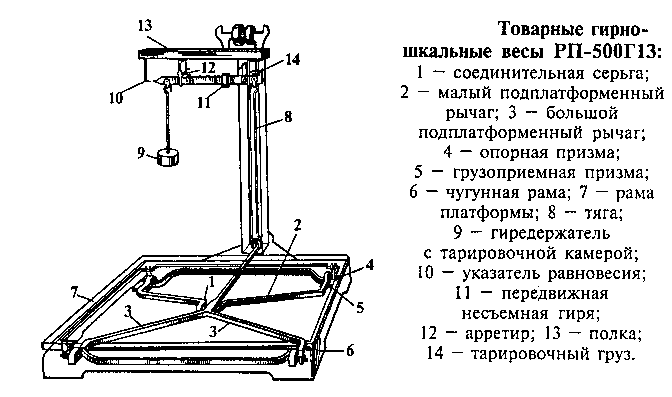 Товарные гирно-
шкальные весы РП-500Г13:
1 — соединительная серьга;
2 — малый подплатформенный
рычаг; 3 — большой
подплатформенный рычаг;
4 — опорная призма;
5 — грузоприемная призма;
6 — чугунная рама; 7 — рама
платформы; 8 — тяга;
9 — гиредержатель
с тарировочной камерой;
10 — указатель равновесия;
11 — передвижная
несъемная гиря;
12 — арретир; 13 — полка;
14 — тарировочный груз.
13
12
14
10
11
8
9
2
4
1
5
7
3
3
6